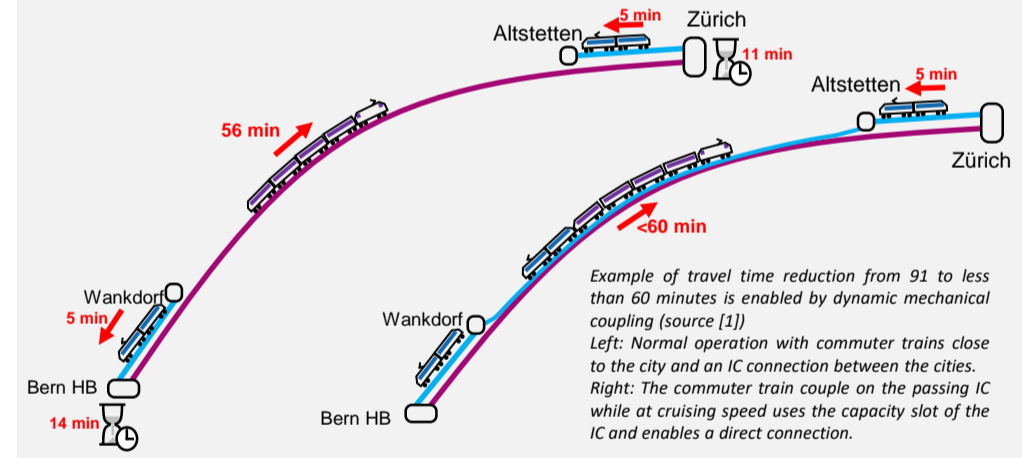 5 min
Zürich
Altstetten
11 min
56 min
Wankdorf
5 min
Bern HB
14 min
5 min
Altstetten
Zürich
<60 min
Wankdorf
Bern HB
Example of travel time reduction from 91 to less
than 60 minutes is enabled by dynamic mechanical
coupling (source [1])
Left: Normal operation with commuter trains close
to the city and an IC connection between the cities.
Right: The commuter train couple on the passing IC
while at cruising speed uses the capacity slot of the
IC and enables a direct connection.